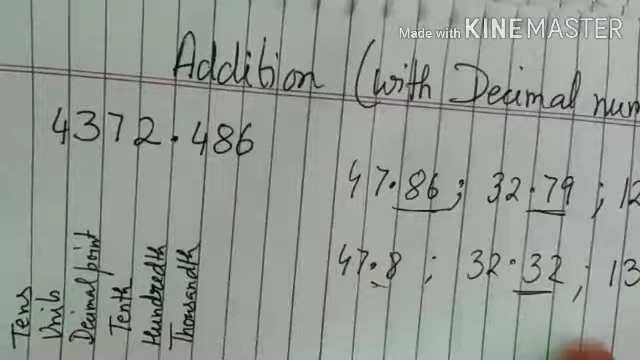 Made with KINEMASTER
Addition (with Decimal num
4372.486
47.86 ; 32.79 ; 12
47.8 ; 32.32 ; 13
Tens
Units
Decimal point
Tenth
Hundredth
Thousandth